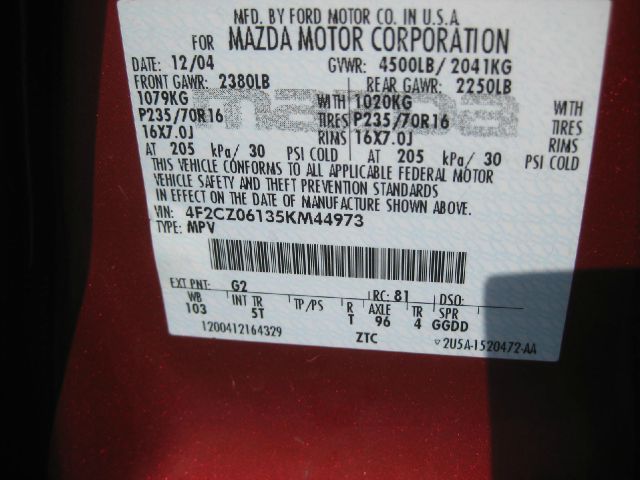 MFD. BY FORD MOTOR CO. IN U.S.A.
FOR MAZDA MOTOR CORPORATION
DATE: 12/04 GVWR: 4500LB/2041KG
FRONT GAWR: 2380LB REAR GAWR: 2250LB
1079KG WITH 1020KG WITH
P235/70R16 TIRES P235/70R16 TIRES
16X7.0J RIMS 16X7.0J RIMS
AT 205 kPa/ 30 PSI COLD AT 205 kPa/ 30 PSI COLD
THIS VEHICLE CONFORMS TO ALL APPLICABLE FEDERAL MOTOR
VEHICLE SAFETY AND THEFT PREVENTION STANDARDS
IN EFFECT ON THE DATE OF MANUFACTURE SHOWN ABOVE.
VIN: 4F2CZ06135KM44973
TYPE: MPV
EXT PNT: G2 RC: 81 DSO:
WB INT TR TP/PS R AXLE TR SPR
103 5T T 96 4 GGDD
1200412164329 ZTC
2U5A-1520472-AA
mazda